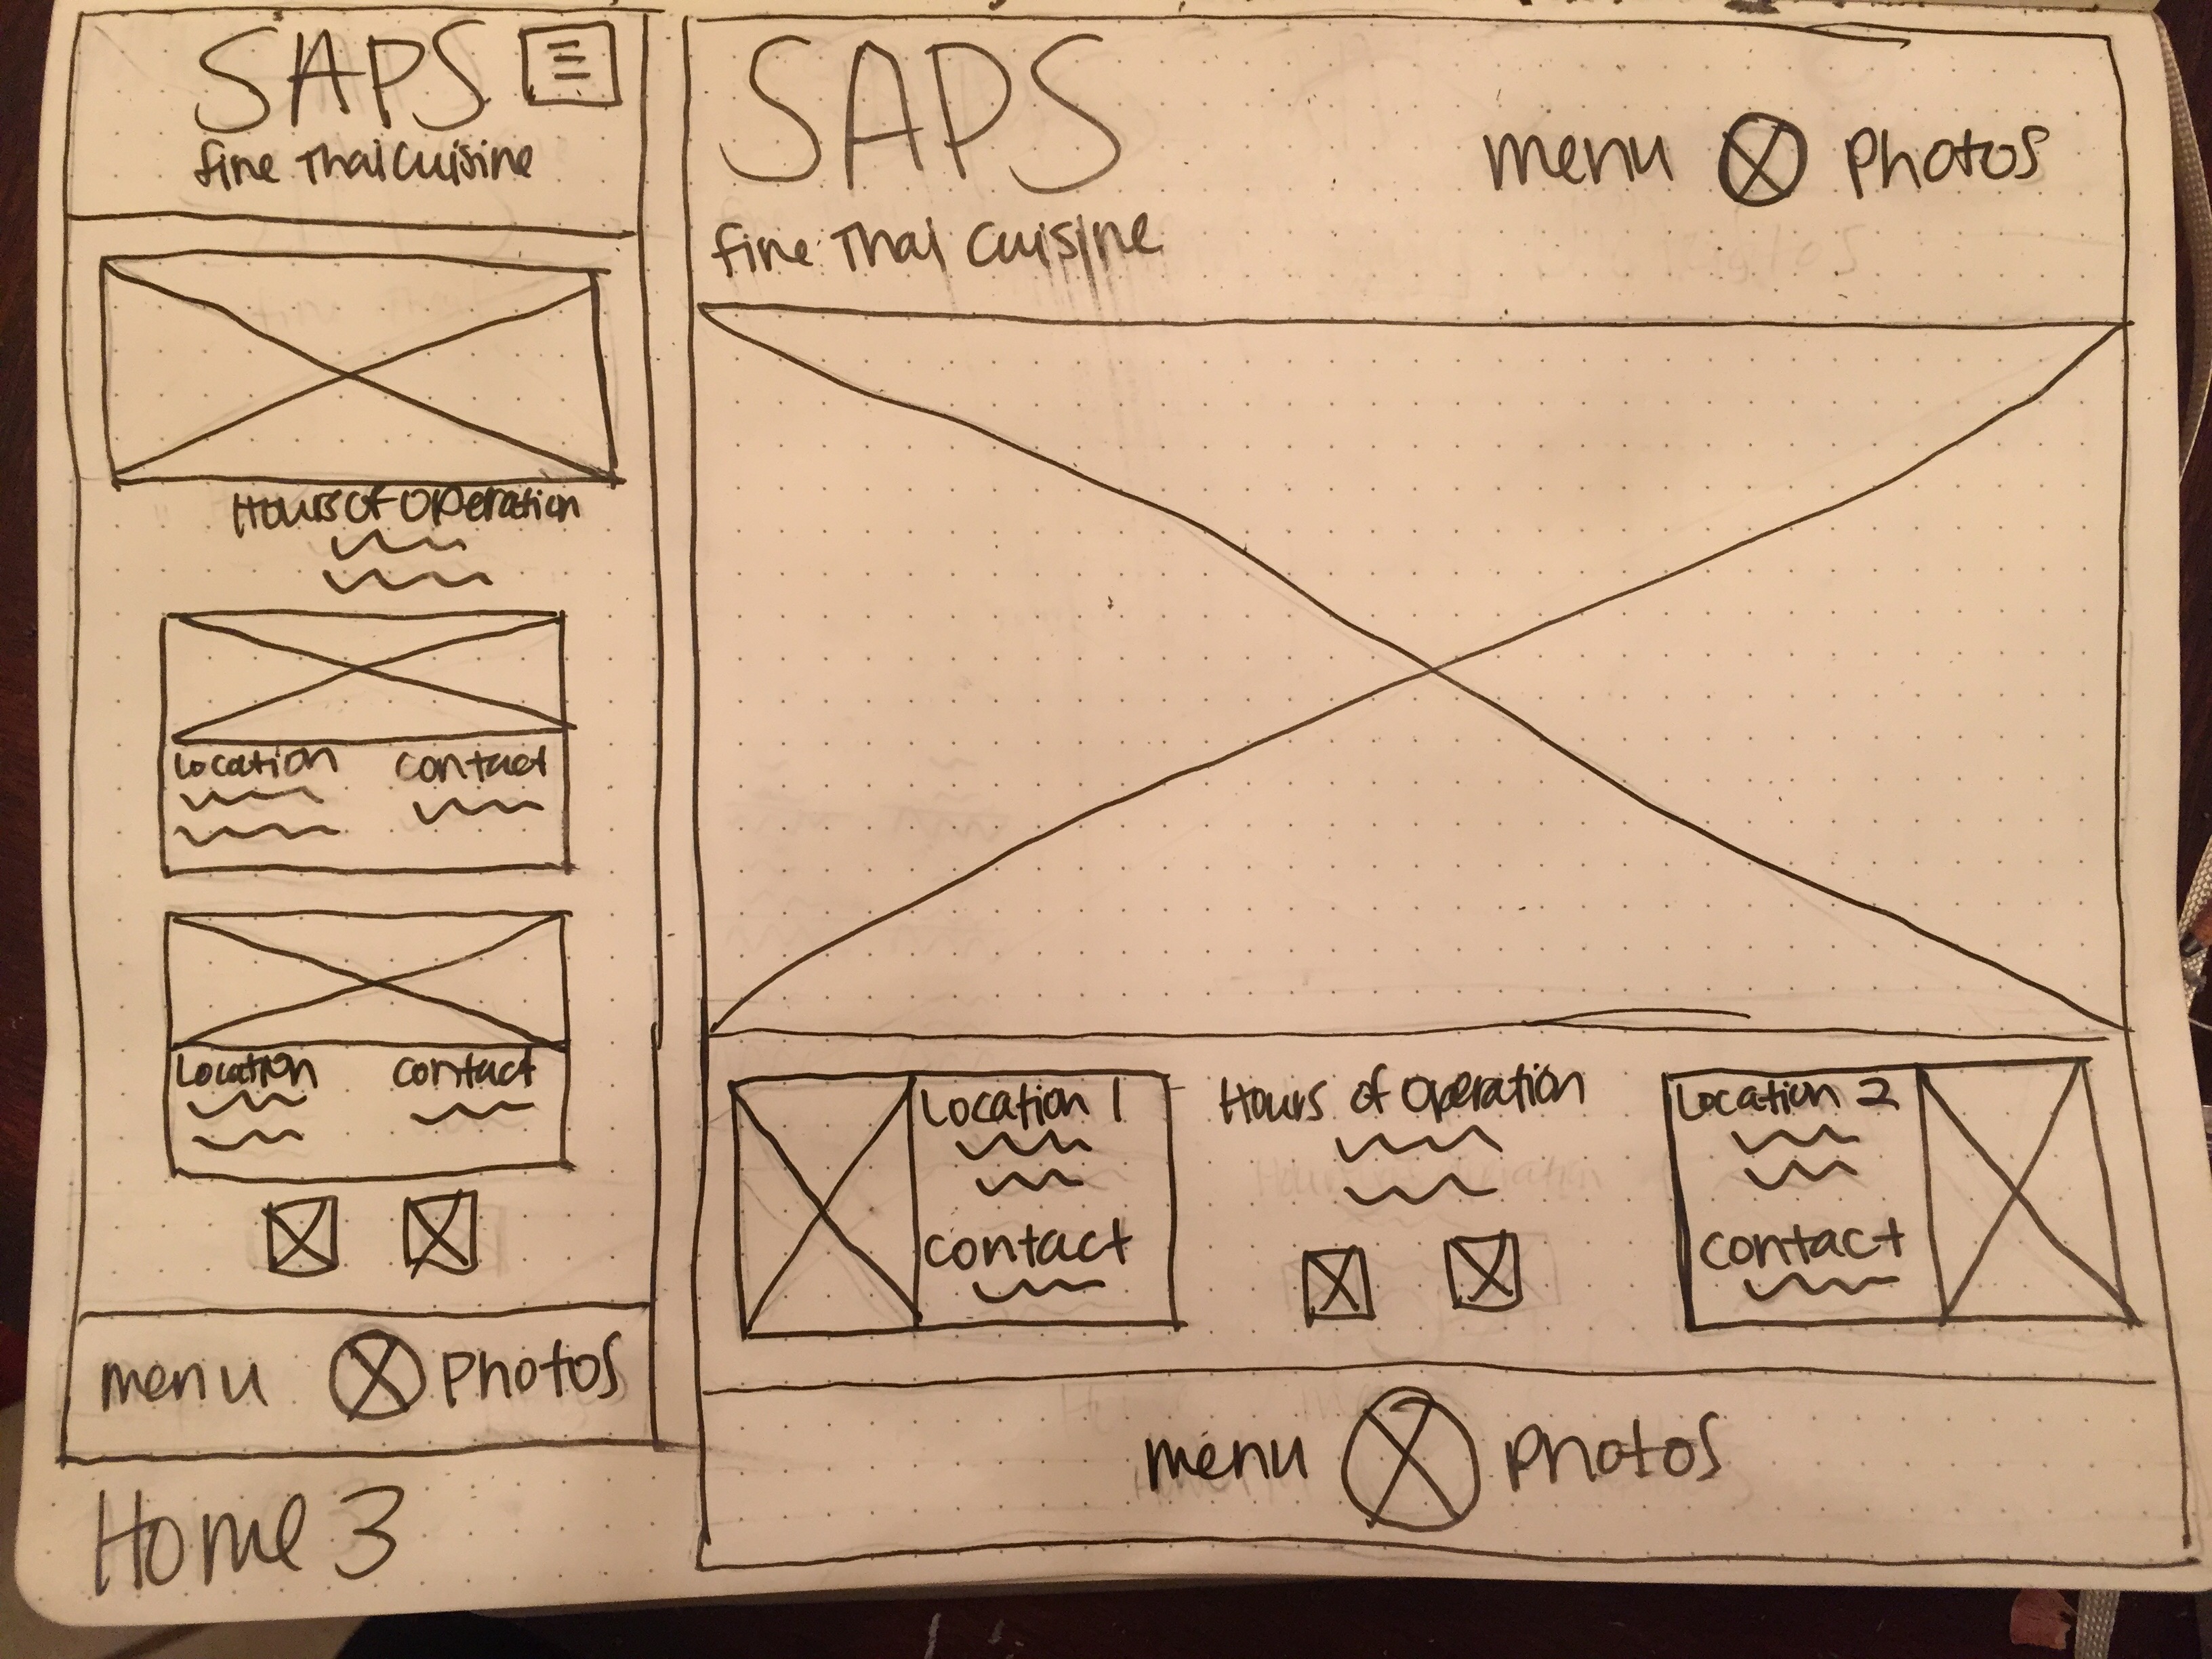 SAPS
fine Thai cuisine
Hours of operation
Location contact
Location contact
menu photos
Home 3
SAPS
fine Thai cuisine
menu photos
Location 1
contact
Hours of operation
Location 2
contact
menu photos